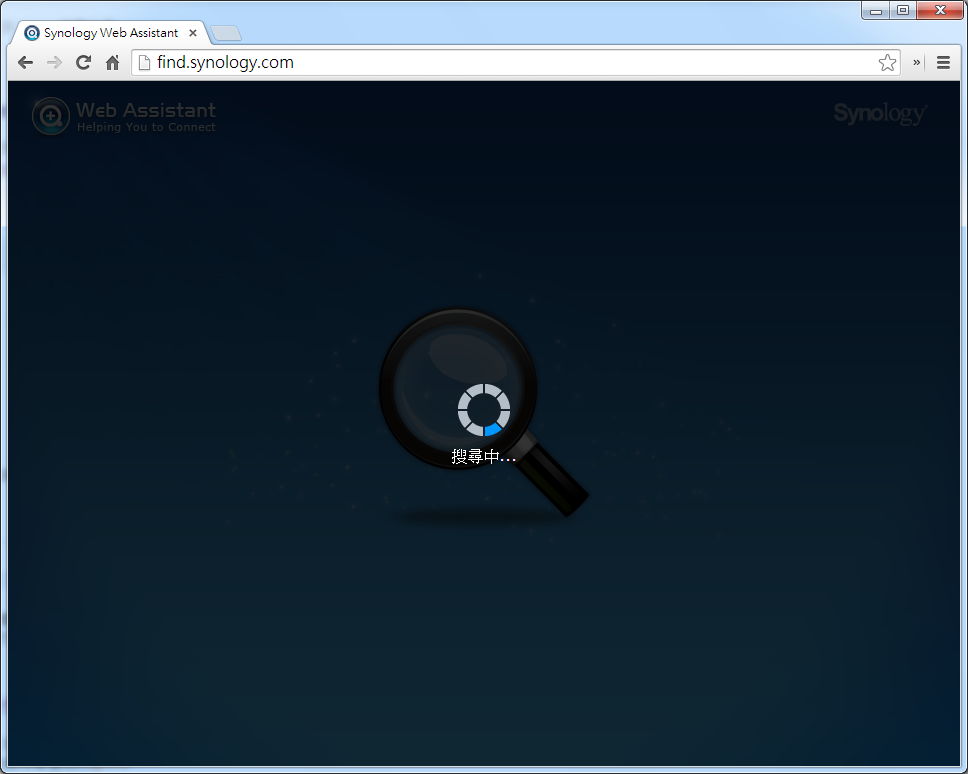 Synology Web Assistant
find.synology.com
Web Assistant
Helping You to Connect
Synology
搜尋中...